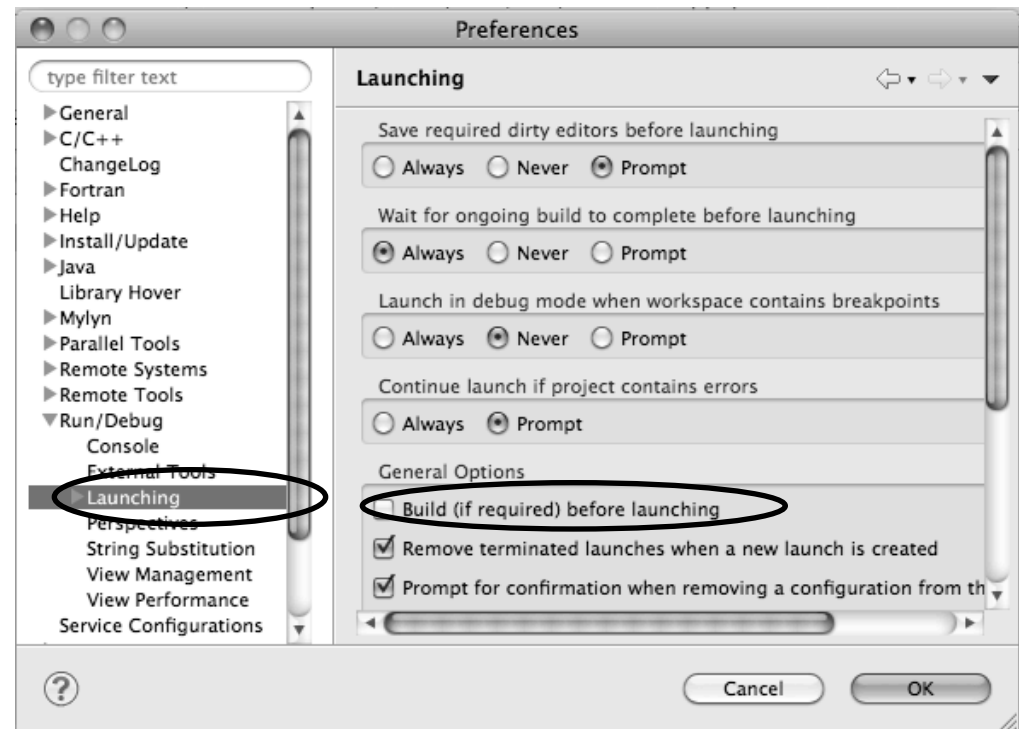 Preferences
type filter text
General
C/C++
ChangeLog
Fortran
Help
Install/Update
Java
Library Hover
Mylyn
Parallel Tools
Remote Systems
Remote Tools
Run/Debug
Console
External Tools
Launching
Perspectives
String Substitution
View Management
View Performance
Service Configurations
Launching
Save required dirty editors before launching
Always Never Prompt
Wait for ongoing build to complete before launching
Always Never Prompt
Launch in debug mode when workspace contains breakpoints
Always Never Prompt
Continue launch if project contains errors
Always Prompt
General Options
Build (if required) before launching
Remove terminated launches when a new launch is created
Prompt for confirmation when removing a configuration from th
?
Cancel OK